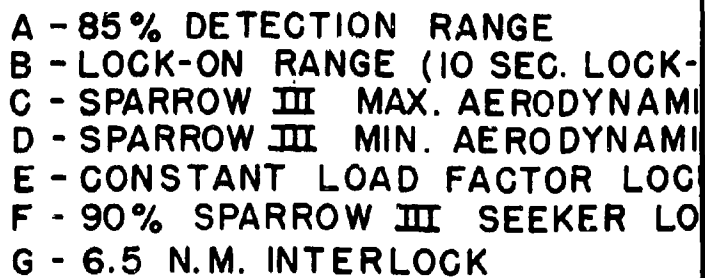 A - 85% DETECTION RANGE
B - LOCK-ON RANGE (10 SEC. LOCK-
C - SPARROW III MAX. AERODYNAMI
D - SPARROW III MIN. AERODYNAMI
E - CONSTANT LOAD FACTOR LOC
F - 90% SPARROW III SEEKER LO
G - 6.5 N.M. INTERLOCK